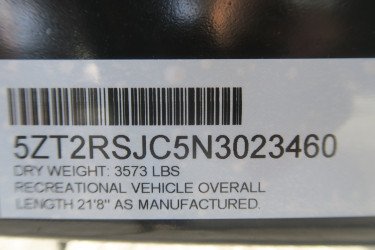 5ZT2RSJC5N3023460
DRY WEIGHT: 3573 LBS
RECREATIONAL VEHICLE OVERALL
LENGTH 21'8" AS MANUFACTURED.